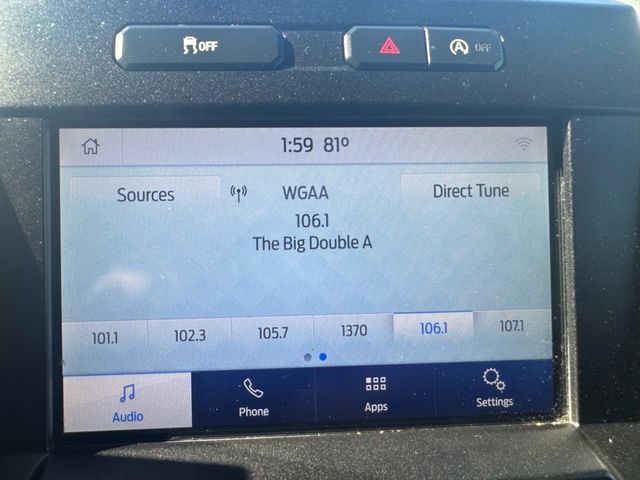 OFF
A OFF
1:59 81°
Sources WGAA Direct Tune
106.1
The Big Double A
101.1 102.3 105.7 1370 106.1 107.1
Audio Phone Apps Settings